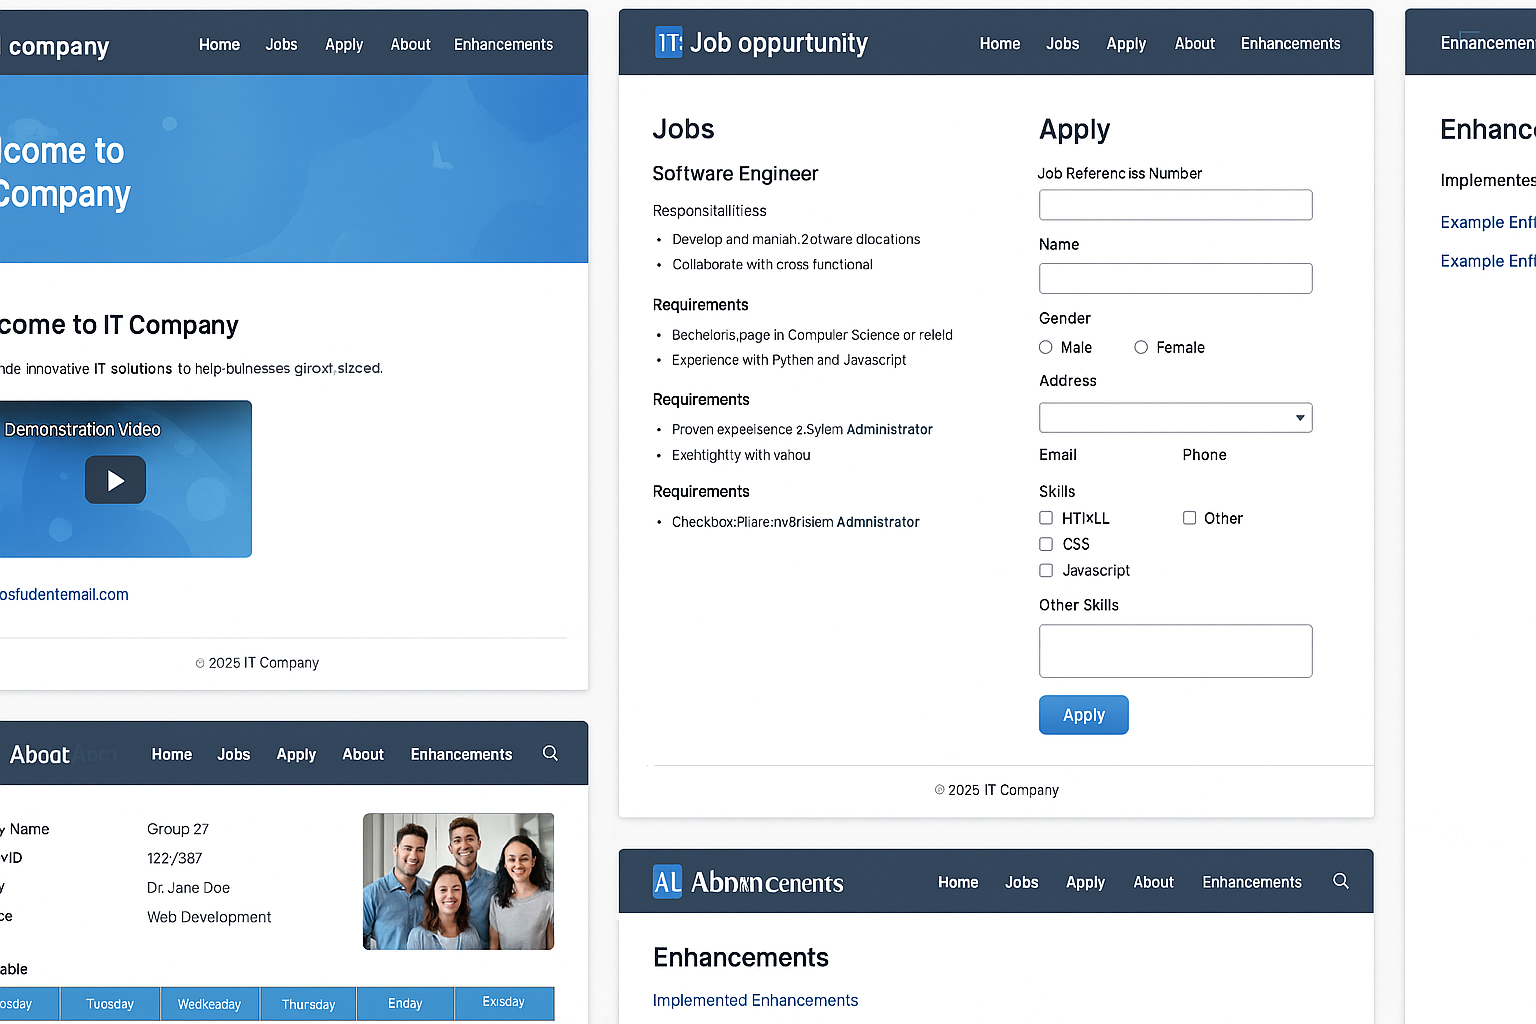 company
Home Jobs Apply About Enhancements
lcome to
Company
come to IT Company
nde innovative IT solutions to help-bulnesses giroxt,slzced.
Demonstration Video
osfudentemail.com
© 2025 IT Company
1T: Job oppurtunity
Home Jobs Apply About Enhancements
Jobs
Software Engineer
Responsitallitiess
• Develop and maniah.2otware dlocations
• Collaborate with cross functional
Requirements
• Becheloris,page in Compuler Science or releld
• Experience with Pythen and Javascript
Requirements
• Proven expeelsence 2.Sylem Administrator
• Exehtightty with vahou
Requirements
• Checkbox:Pliare:nv8risiem Admnistrator
Apply
Job Referenc iss Number
Name
Gender
Male Female
Address
Email Phone
Skills
HTIxLL Other
CSS
Javascript
Other Skills
Apply
© 2025 IT Company
Ennancemen
Enhanc
Implementes
Example Enf
Example Enf
Aboat
Home Jobs Apply About Enhancements
y Name Group 27
vID 122·/387
y Dr. Jane Doe
ce Web Development
able
osday Tuosday Wedkeaday Thursday Enday Exısday
AL Abnancenents
Home Jobs Apply About Enhancements
Enhancements
Implemented Enhancements